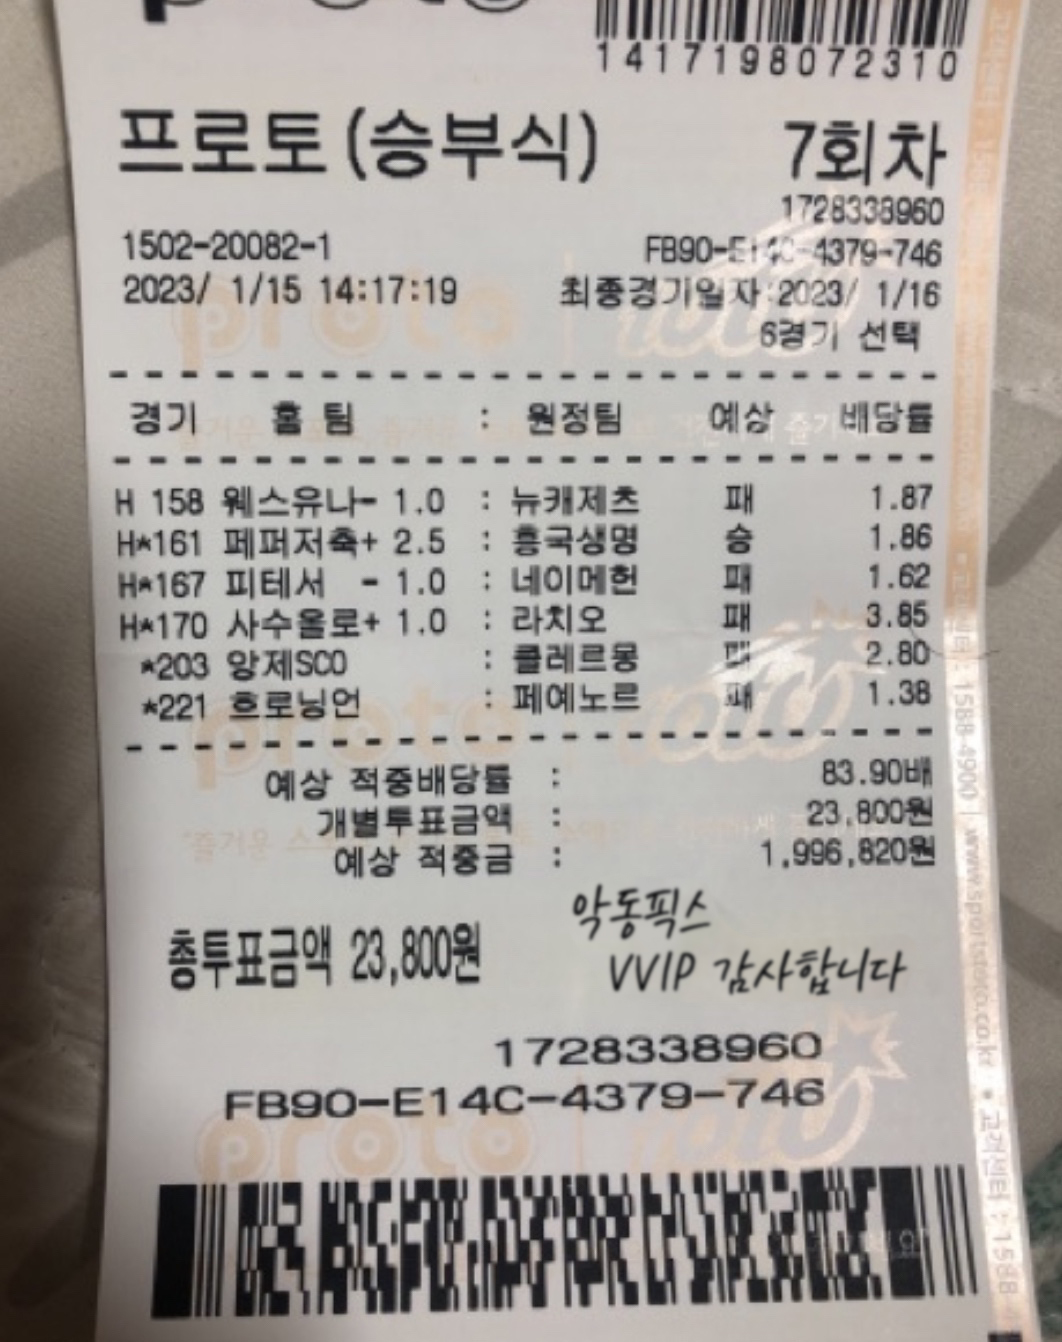 proto
1417198072310
프로토(승부식) 7회차
1728338960
1502-20082-1 FB90-E14C-4379-746
2023/ 1/15 14:17:19 최종경기일자:2023/ 1/16
6경기 선택
경기 홈팀 : 원정팀 예상 배당률
H 158 웨스유나- 1.0 : 뉴캐제츠 패 1.87
H*161 페퍼저축+ 2.5 : 흥국생명 승 1.86
H*167 피테서 - 1.0 : 네이메헌 패 1.62
H*170 사수올로+ 1.0 : 라치오 패 3.85
*203 앙제SCO : 클레르몽 패 2.80
*221 흐로닝언 : 페예노르 패 1.38
예상 적중배당률 : 83.90배
개별투표금액 : 23,800원
예상 적중금 : 1,996,820원
악동픽스
총투표금액 23,800원
VVIP 감사합니다
1728338960
FB90-E14C-4379-746
1588-4900 | www.sportstoto.co.kr • 고객센터 : 1588